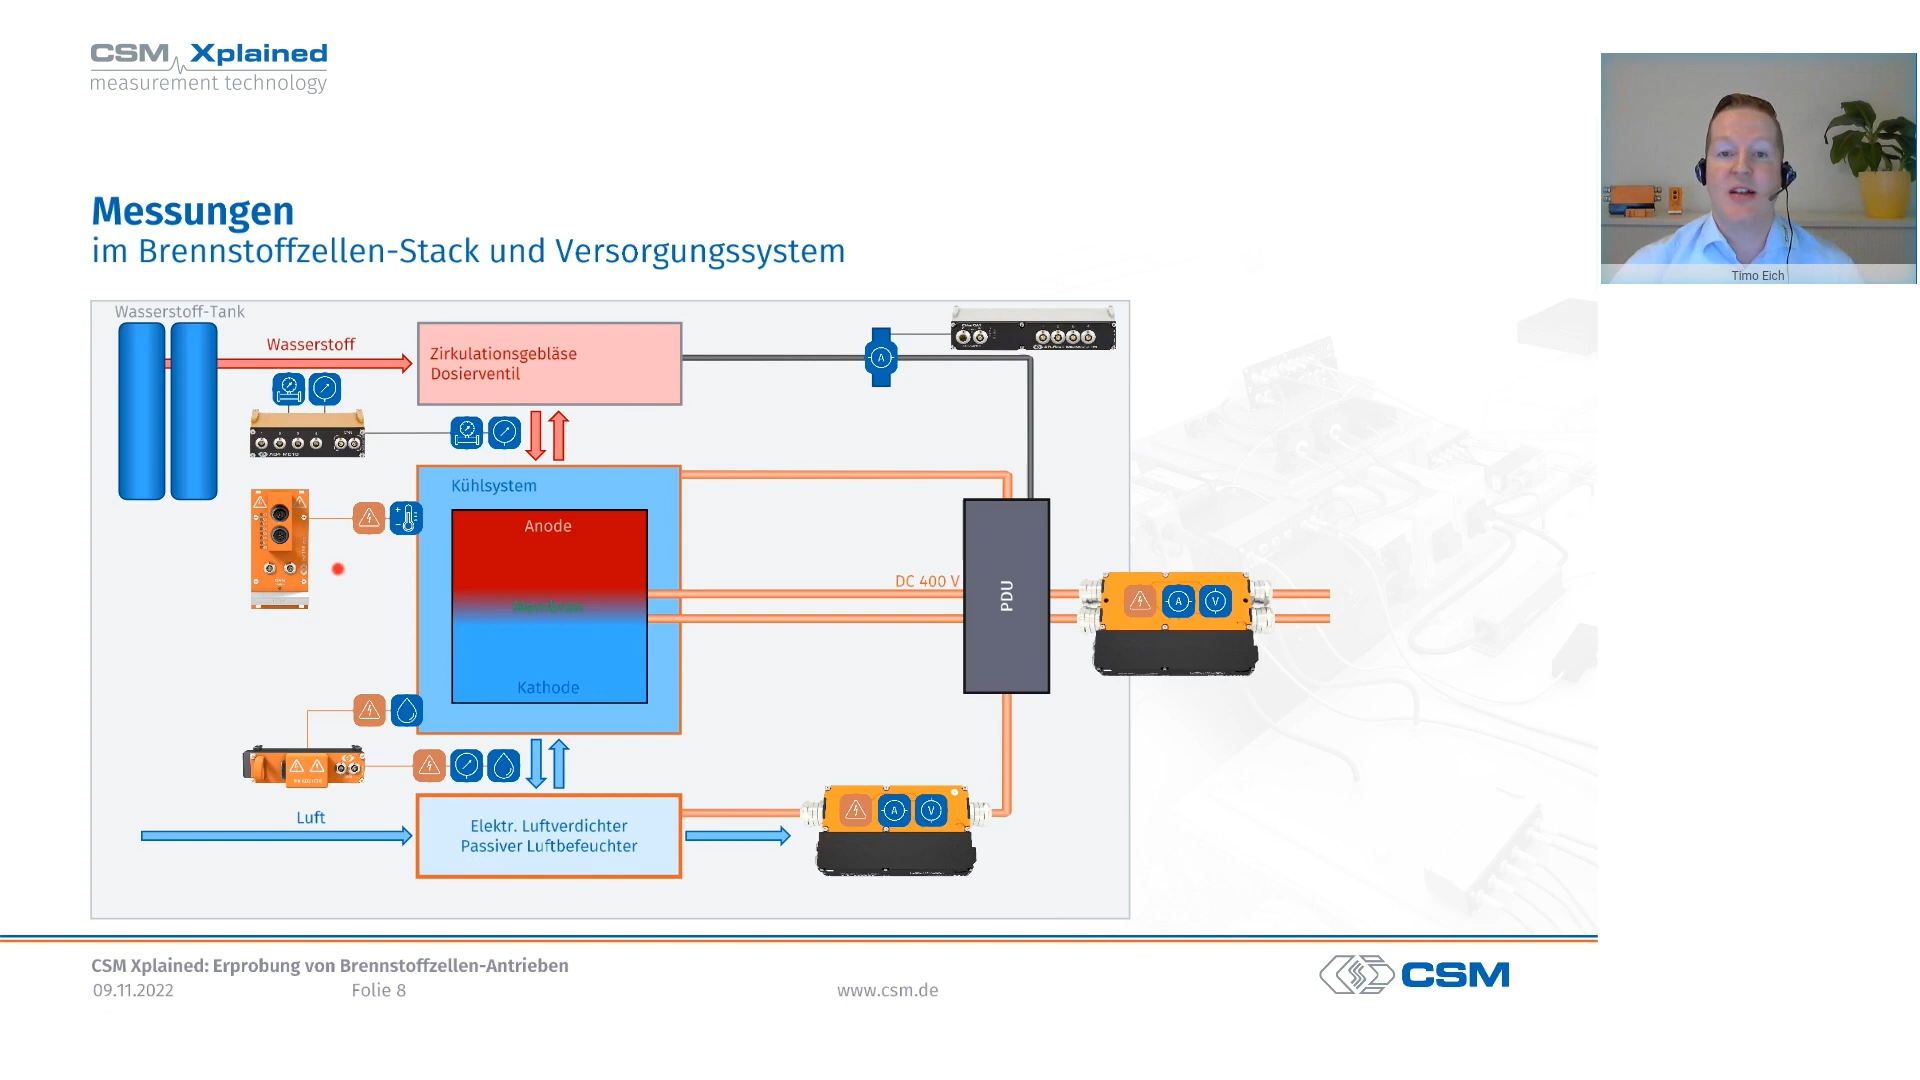 CSM Xplained
measurement technology
Messungen
im Brennstoffzellen-Stack und Versorgungssystem
Wasserstoff-Tank
Wasserstoff
Zirkulationsgebläse
Dosierventil
A
Kühlsystem
Anode
Membran
Kathode
DC 400 V
PDU
A
V
Luft
Elektr. Luftverdichter
Passiver Luftbefeuchter
A
V
Timo Eich
CSM Xplained: Erprobung von Brennstoffzellen-Antrieben
09.11.2022
Folie 8
www.csm.de
CSM